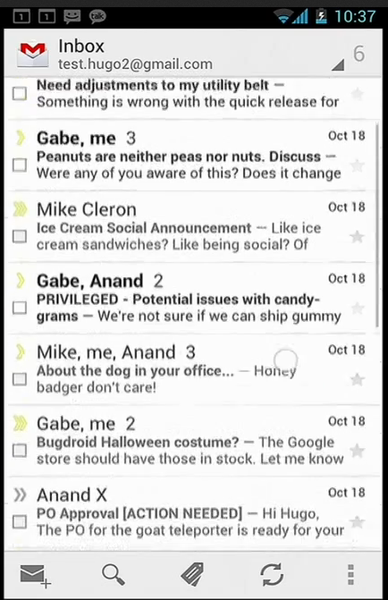 1 1 talk 10:37
Inbox
test.hugo2@gmail.com 6
Need adjustments to my utility belt –
Something is wrong with the quick release for
Gabe, me 3 Oct 18
Peanuts are neither peas nor nuts. Discuss –
Were any of you aware of this? Does it change
Mike Cleron Oct 18
Ice Cream Social Announcement – Like ice
cream sandwiches? Like being social? Of
Gabe, Anand 2 Oct 18
PRIVILEGED - Potential issues with candy-
grams – We're not sure if we can ship gummy
Mike, me, Anand 3 Oct 18
About the dog in your office... – Honey
badger don't care!
Gabe, me 2 Oct 18
Bugdroid Halloween costume? – The Google
store should have those in stock. Let me know
Anand X Oct 18
PO Approval [ACTION NEEDED] – Hi Hugo,
The PO for the goat teleporter is ready for your